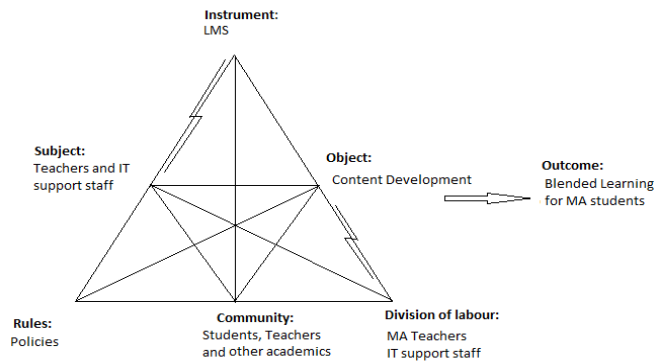 Instrument:
LMS
Subject:
Teachers and IT
support staff
Object:
Content Development
Outcome:
Blended Learning
for MA students
Rules:
Policies
Community:
Students, Teachers
and other academics
Division of labour:
MA Teachers
IT support staff